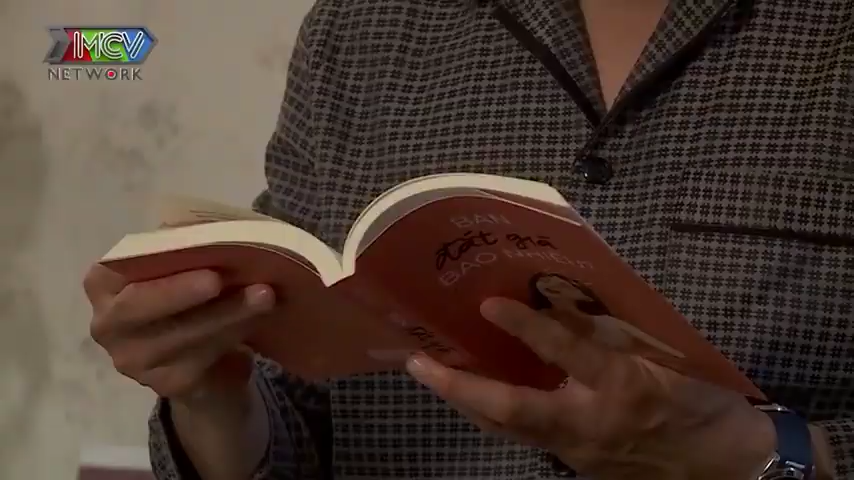 MCV
NETWORK
BẠN
đắt giá
BAO NHIÊU?